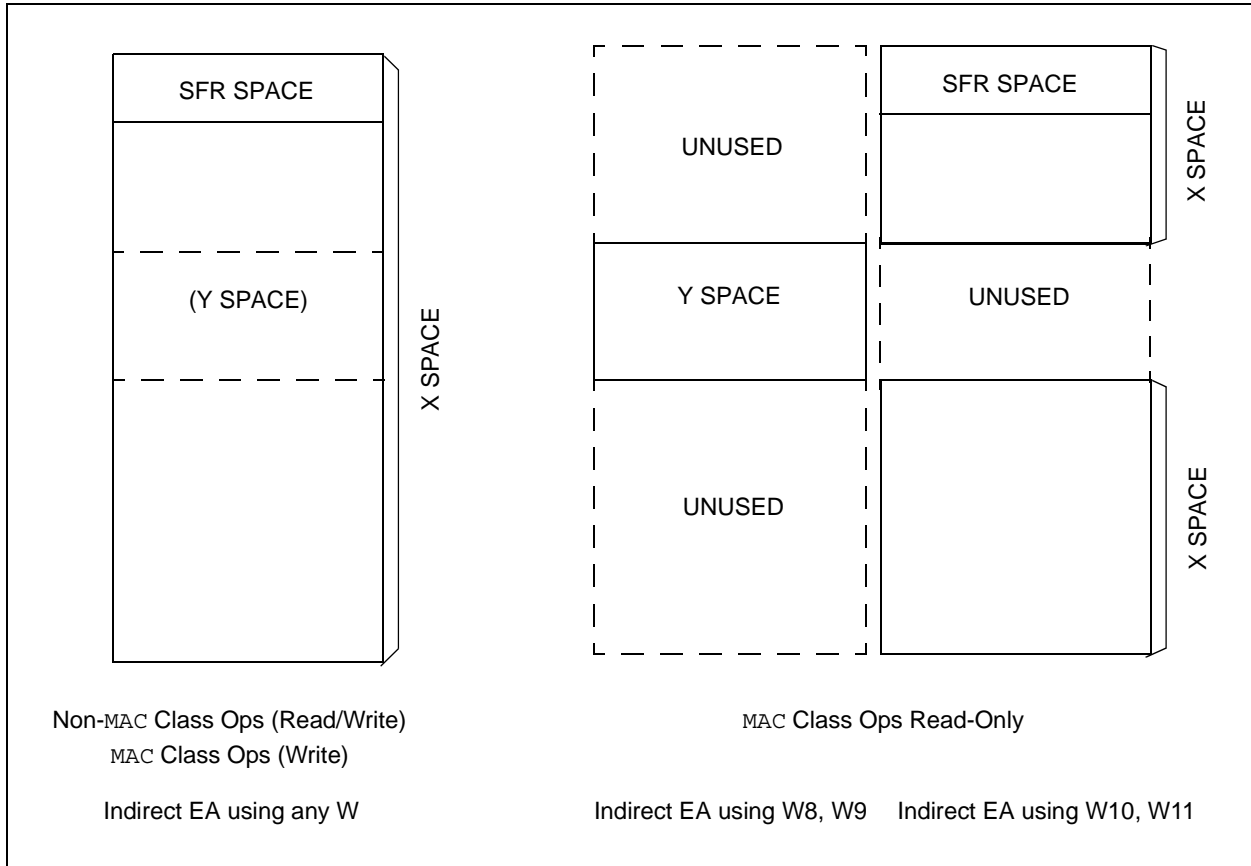 SFR SPACE
(Y SPACE)
X SPACE
UNUSED
Y SPACE
UNUSED
SFR SPACE
UNUSED
X SPACE
X SPACE
Non-MAC Class Ops (Read/Write)
MAC Class Ops (Write)
MAC Class Ops Read-Only
Indirect EA using any W
Indirect EA using W8, W9
Indirect EA using W10, W11